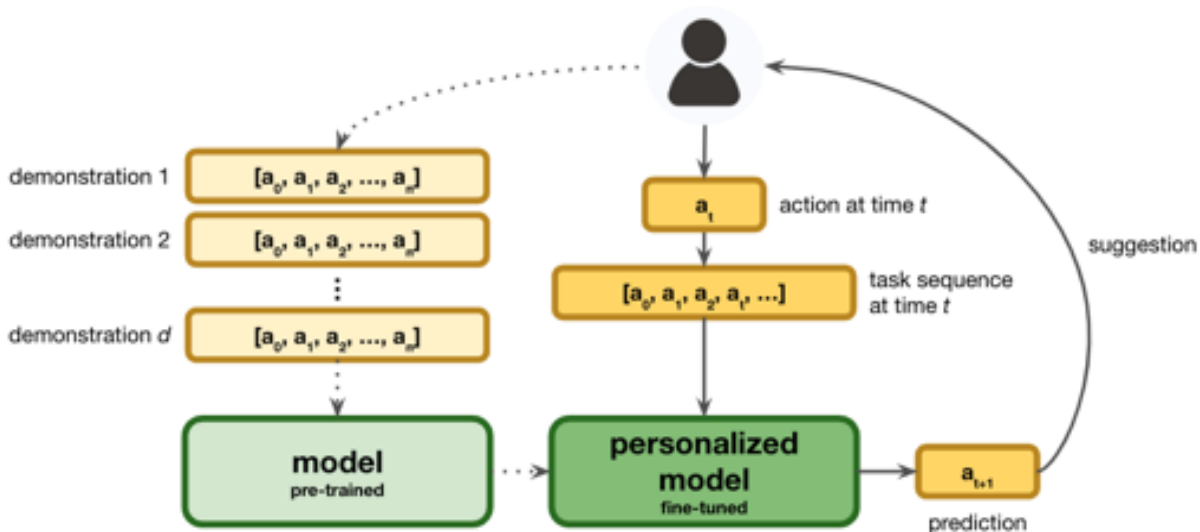 demonstration 1
[a₀, a₁, a₂, ..., aₙ]
demonstration 2
[a₀, a₁, a₂, ..., aₙ]
⋮
demonstration d
[a₀, a₁, a₂, ..., aₙ]
model
pre-trained
aₜ
action at time t
[a₀, a₁, a₂, aₜ, ...]
task sequence
at time t
personalized
model
fine-tuned
aₜ₊₁
prediction
suggestion